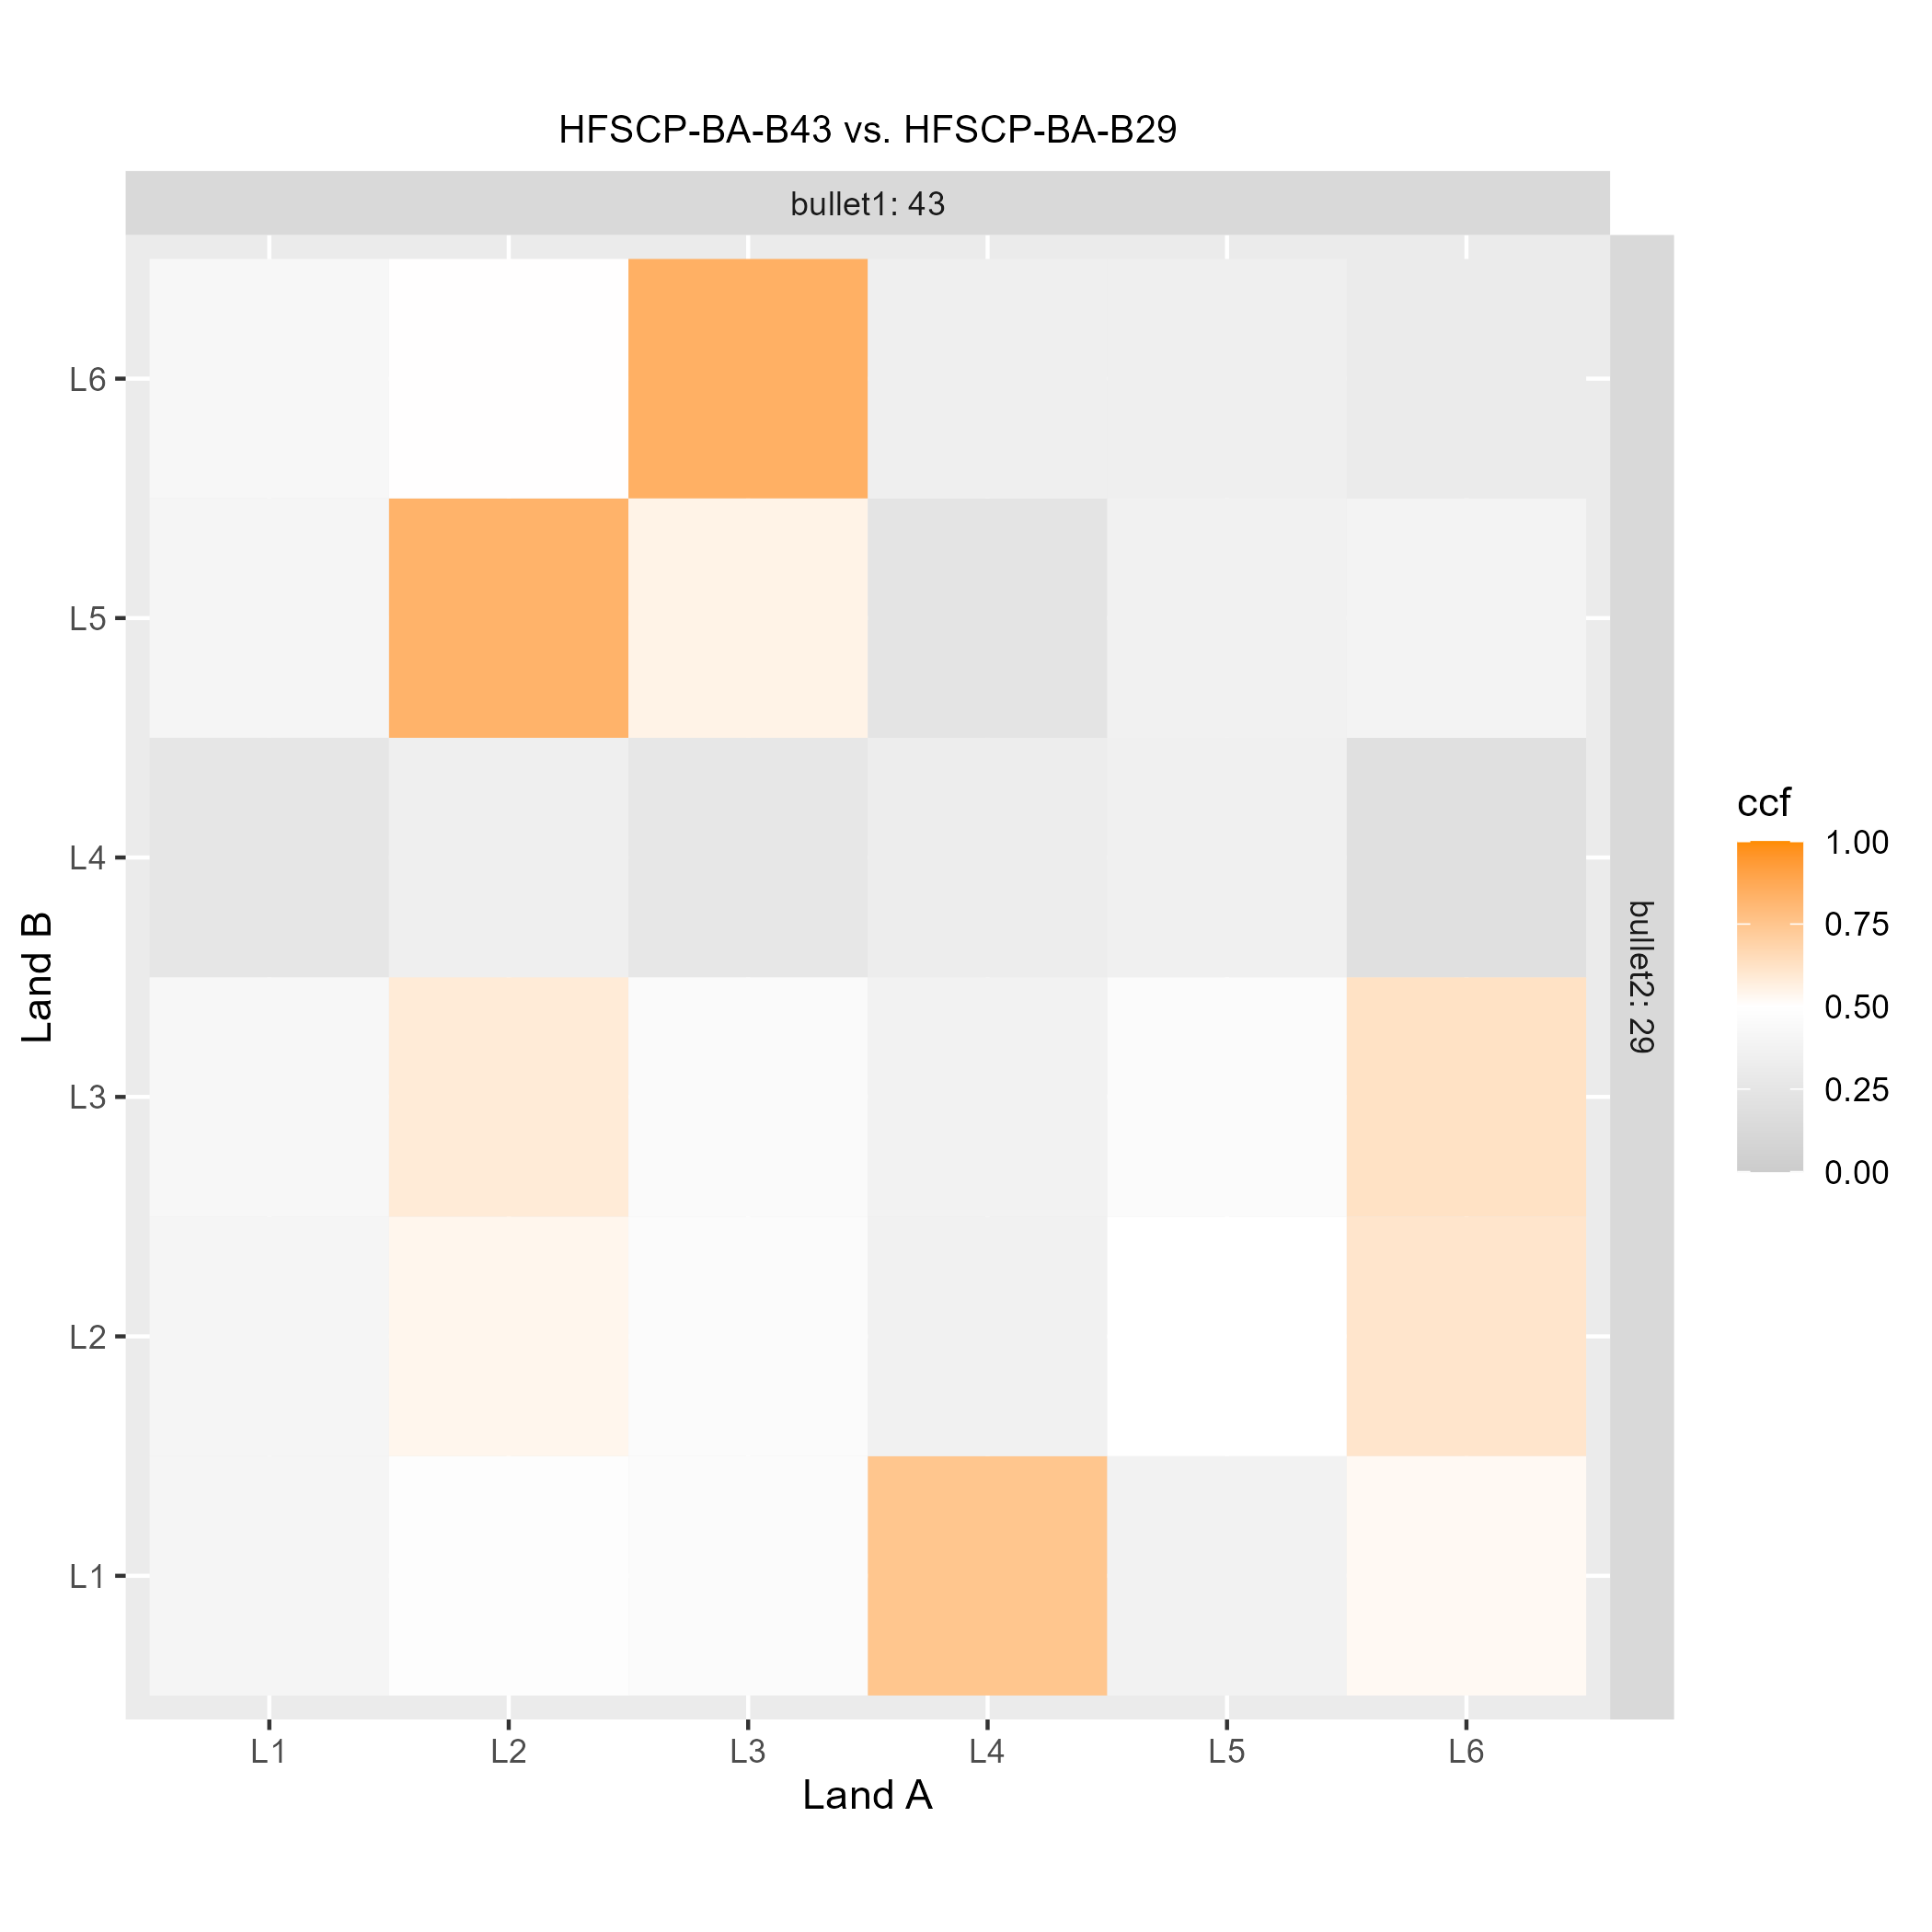 HFSCP-BA-B43 vs. HFSCP-BA-B29
bullet1: 43
L6
L5
L4
L3
L2
L1
Land B
bullet2: 29
ccf
1.00
0.75
0.50
0.25
0.00
L1 L2 L3 L4 L5 L6
Land A